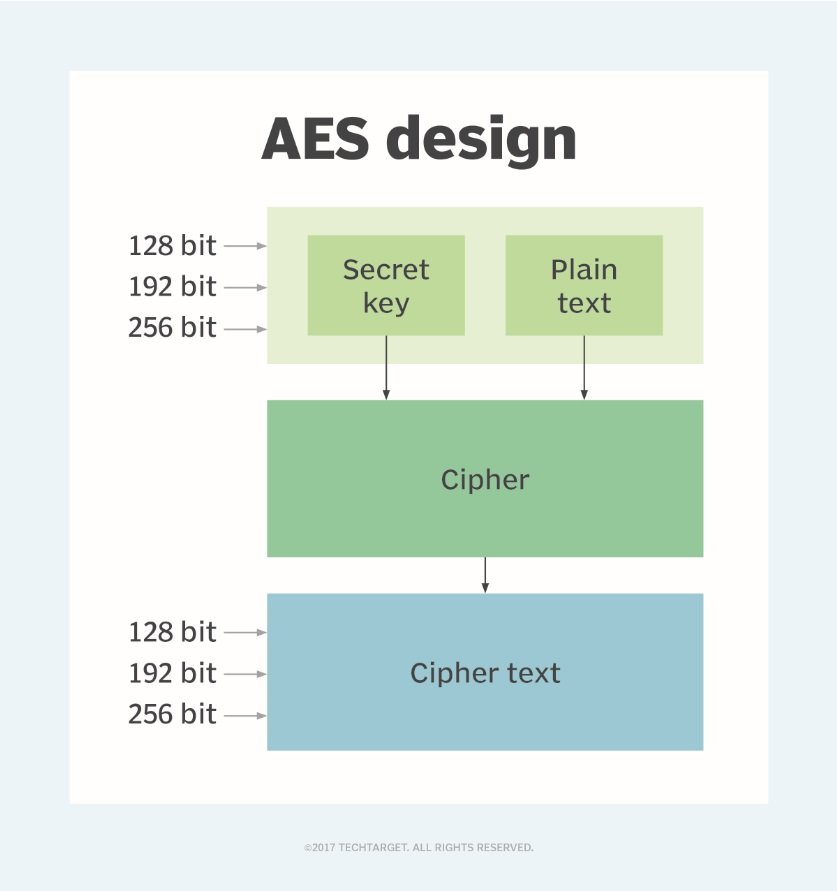 AES design
128 bit
192 bit
256 bit
Secret
key
Plain
text
Cipher
128 bit
192 bit
256 bit
Cipher text
©2017 TECHTARGET. ALL RIGHTS RESERVED.